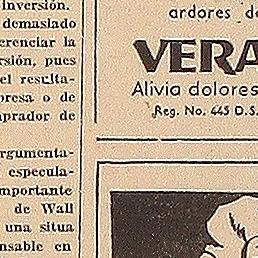 inversión.
demasiado
erenciar la
rsión, pues
el resulta-
presa o de
mprador de
rgumenta-
especula-
mportante
de Wall
una situa
nsable en
ardores de
VERA
Alivia dolores
Reg. No. 445 D.S.